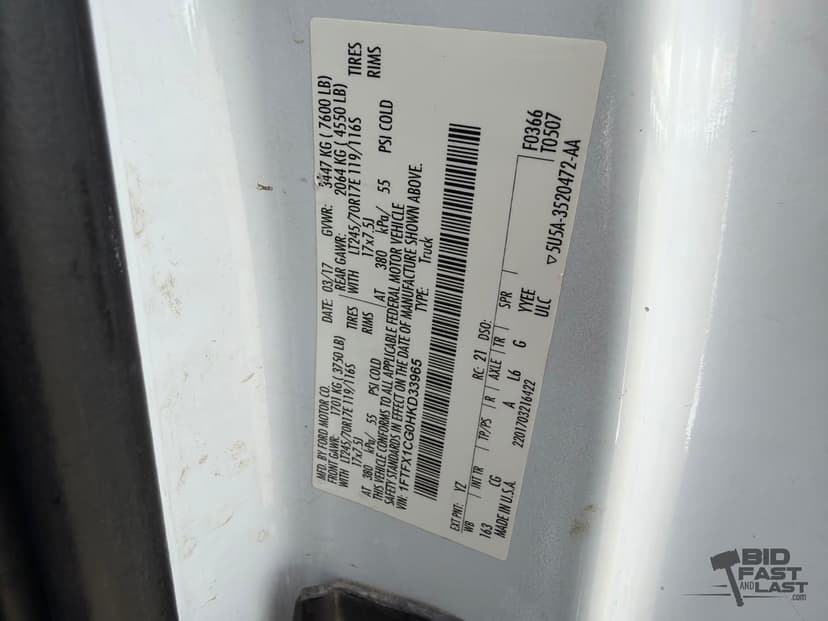 MFD. BY FORD MOTOR CO.
DATE: 03/17 GVWR: 3447 KG ( 7600 LB)
FRONT GAWR: 1701 KG ( 3750 LB) REAR GAWR: 2064 KG ( 4550 LB)
WITH LT245/70R17E 119/116S TIRES WITH LT245/70R17E 119/116S TIRES
17x7.5J RIMS 17x7.5J RIMS
AT 380 kPa/ 55 PSI COLD AT 380 kPa/ 55 PSI COLD
THIS VEHICLE CONFORMS TO ALL APPLICABLE FEDERAL MOTOR VEHICLE
SAFETY STANDARDS IN EFFECT ON THE DATE OF MANUFACTURE SHOWN ABOVE.
VIN: 1FTFX1CG0HKD33965 TYPE: Truck
EXT PNT: YZ RC: 21 DSO: F0366
WB INT TR TP/PS R AXLE TR SPR T0507
163 CG A L6 G YYEE
MADE IN U.S.A. 2201703216422 ULC
▽ 5U5A-3520472-AA
BID
FAST
AND LAST
.com